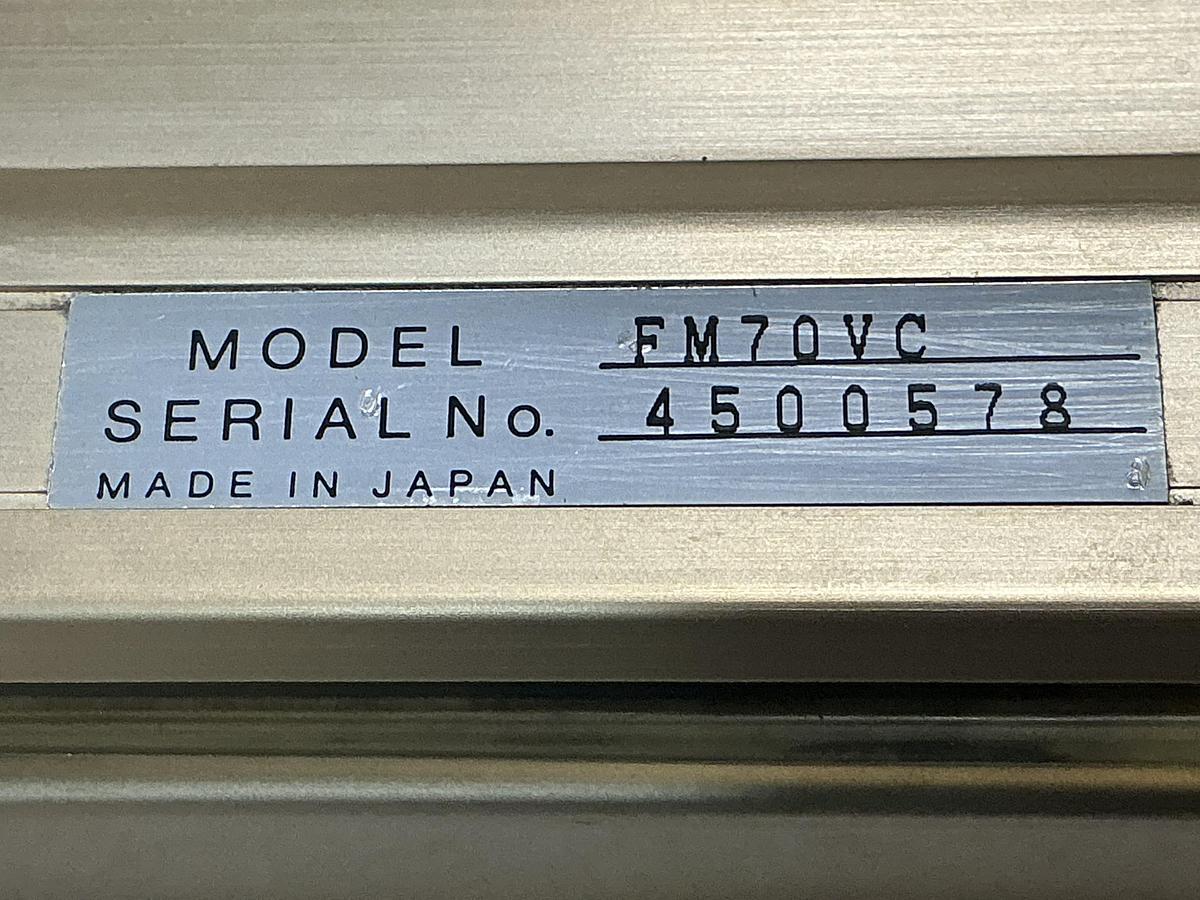 MODEL FM70VC
SERIAL No. 4500578
MADE IN JAPAN